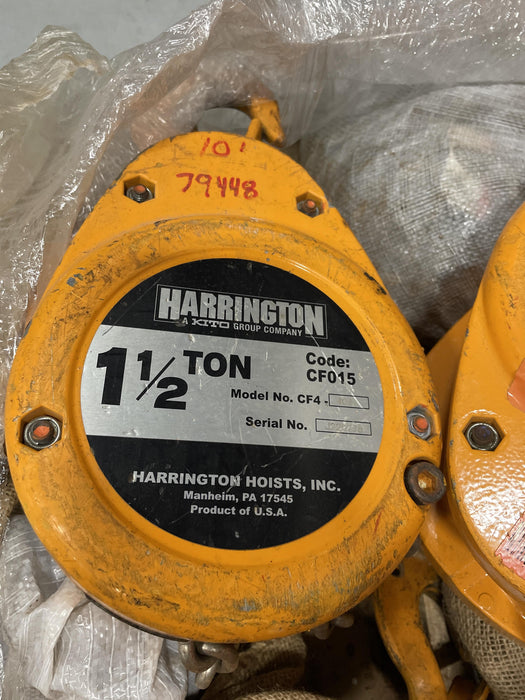 10'
79448
HARRINGTON
A KITO GROUP COMPANY
1 1/2 TON
Code:
CF015
Model No. CF4 -
Serial No.
HARRINGTON HOISTS, INC.
Manheim, PA 17545
Product of U.S.A.